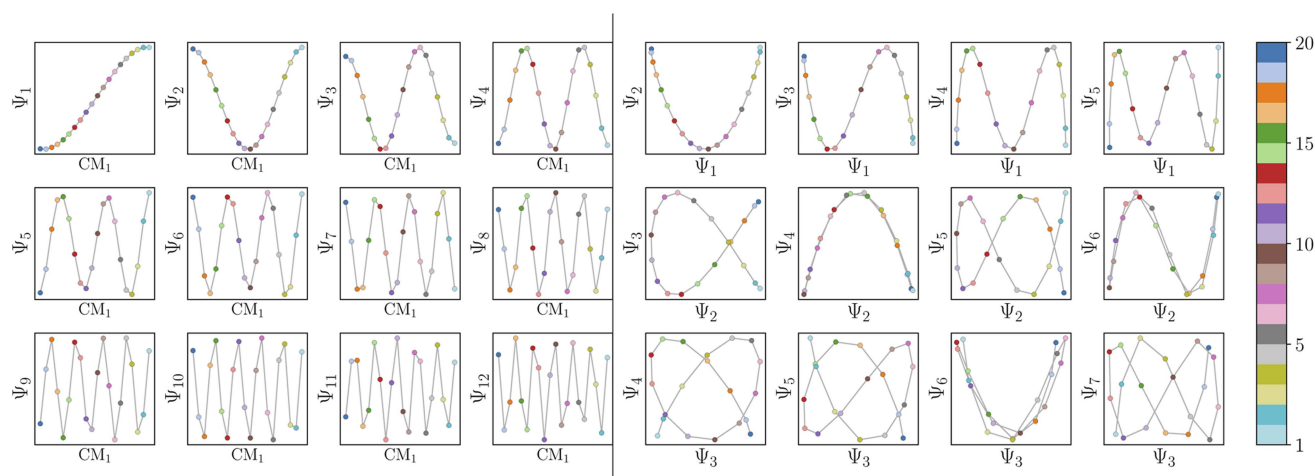 Ψ1 Ψ2 Ψ3 Ψ4 Ψ2 Ψ3 Ψ4 Ψ5 20
CM1 CM1 CM1 CM1 Ψ1 Ψ1 Ψ1 Ψ1 15
Ψ5 Ψ6 Ψ7 Ψ8 Ψ3 Ψ4 Ψ5 Ψ6 10
CM1 CM1 CM1 CM1 Ψ2 Ψ2 Ψ2 Ψ2 5
Ψ9 Ψ10 Ψ11 Ψ12 Ψ4 Ψ5 Ψ6 Ψ7 1
CM1 CM1 CM1 CM1 Ψ3 Ψ3 Ψ3 Ψ3